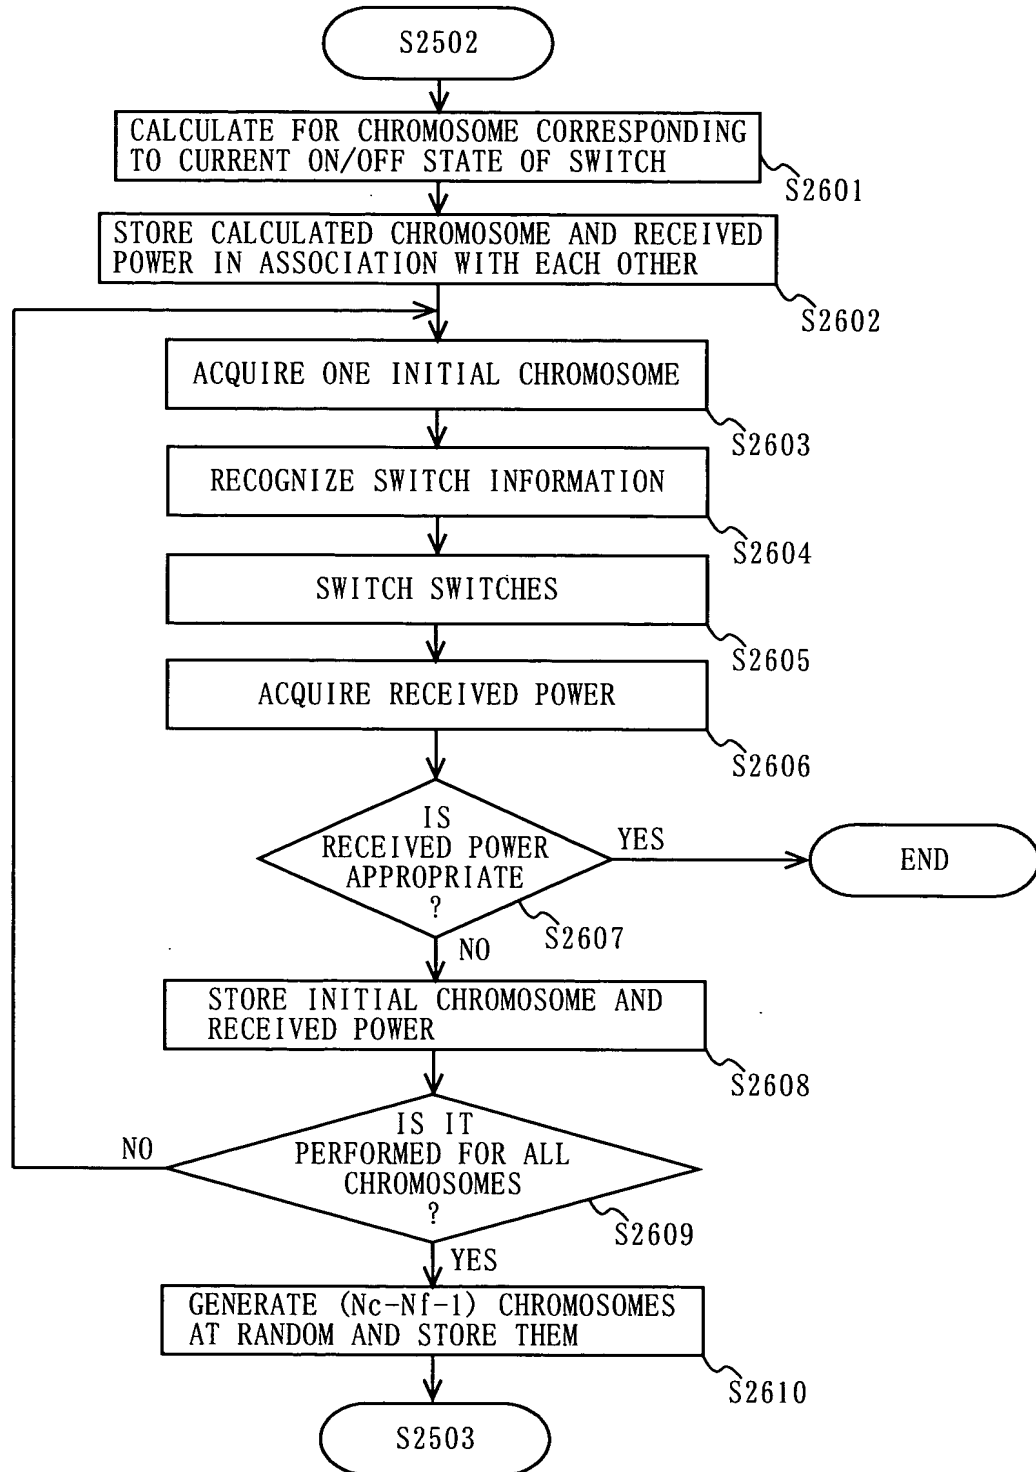 S2502
CALCULATE FOR CHROMOSOME CORRESPONDING
TO CURRENT ON/OFF STATE OF SWITCH
S2601
STORE CALCULATED CHROMOSOME AND RECEIVED
POWER IN ASSOCIATION WITH EACH OTHER
S2602
ACQUIRE ONE INITIAL CHROMOSOME
S2603
RECOGNIZE SWITCH INFORMATION
S2604
SWITCH SWITCHES
S2605
ACQUIRE RECEIVED POWER
S2606
IS
RECEIVED POWER
APPROPRIATE
?
YES
END
S2607
NO
STORE INITIAL CHROMOSOME AND
RECEIVED POWER
S2608
IS IT
PERFORMED FOR ALL
CHROMOSOMES
?
NO
S2609
YES
GENERATE (Nc-Nf-1) CHROMOSOMES
AT RANDOM AND STORE THEM
S2610
S2503